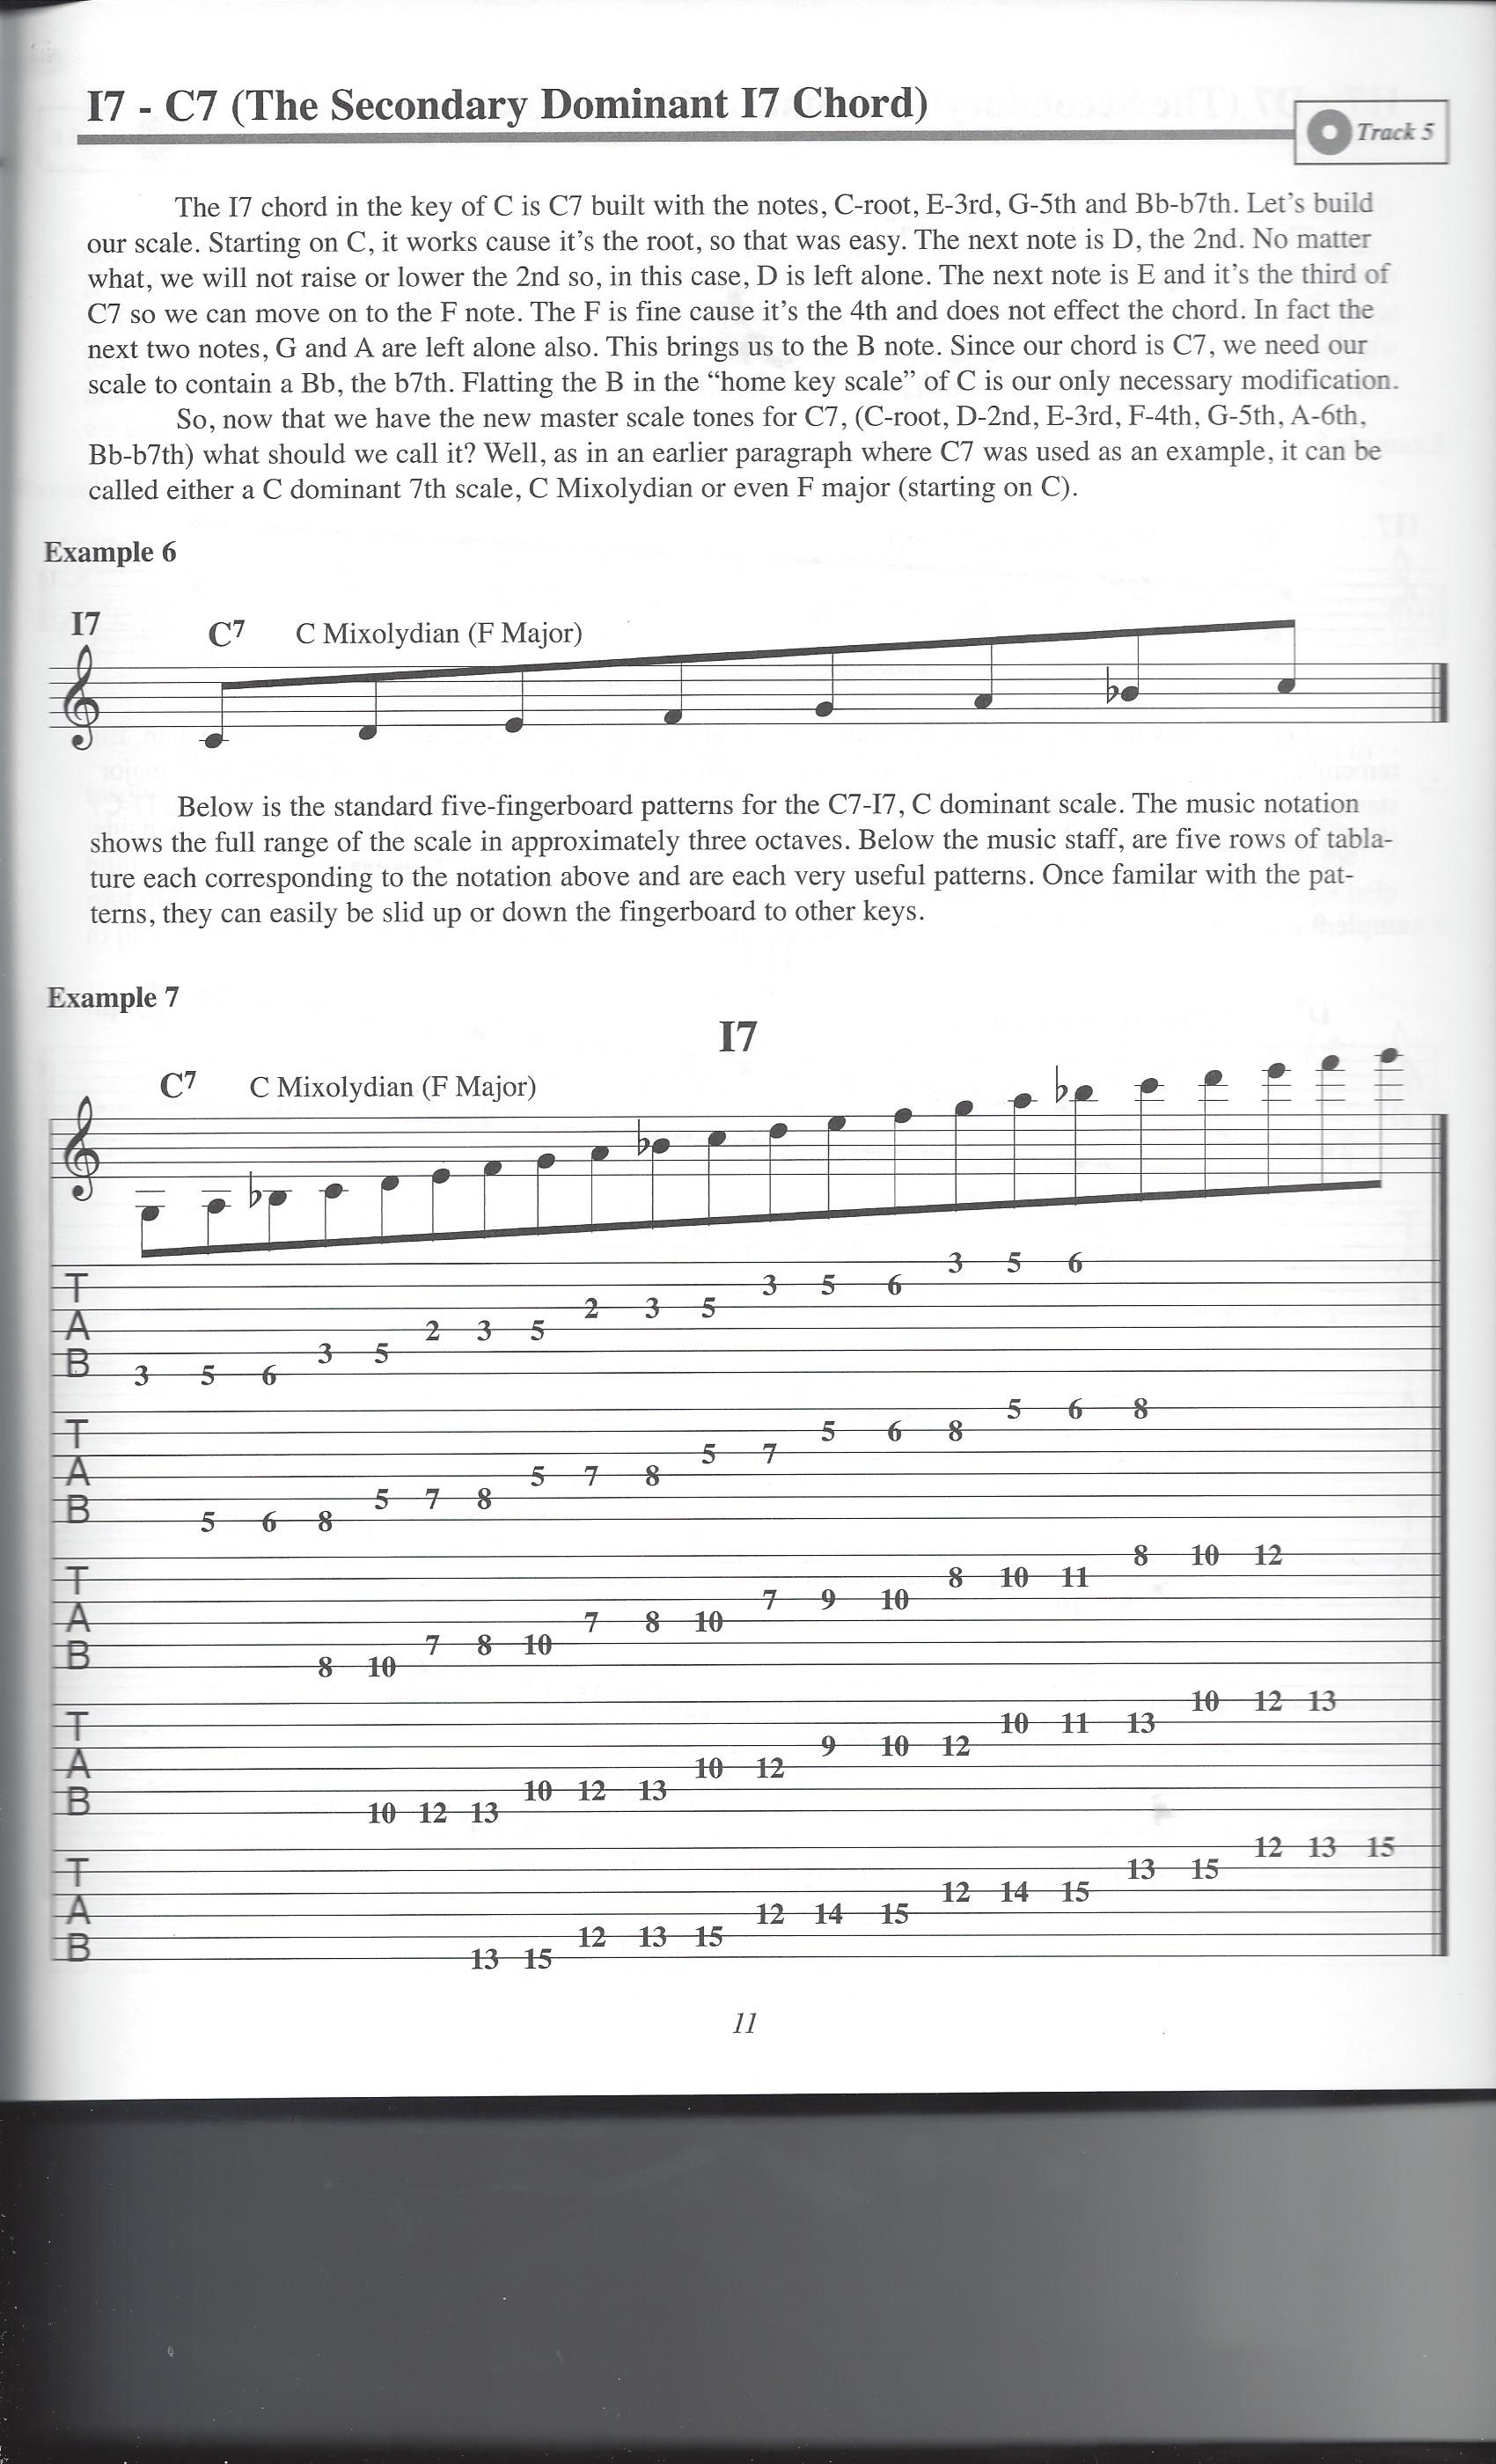 I7 - C7 (The Secondary Dominant I7 Chord)
Track 5
The I7 chord in the key of C is C7 built with the notes, C-root, E-3rd, G-5th and Bb-b7th. Let's build
our scale. Starting on C, it works cause it's the root, so that was easy. The next note is D, the 2nd. No matter
what, we will not raise or lower the 2nd so, in this case, D is left alone. The next note is E and it's the third of
C7 so we can move on to the F note. The F is fine cause it's the 4th and does not effect the chord. In fact the
next two notes, G and A are left alone also. This brings us to the B note. Since our chord is C7, we need our
scale to contain a Bb, the b7th. Flatting the B in the “home key scale” of C is our only necessary modification.
So, now that we have the new master scale tones for C7, (C-root, D-2nd, E-3rd, F-4th, G-5th, A-6th,
Bb-b7th) what should we call it? Well, as in an earlier paragraph where C7 was used as an example, it can be
called either a C dominant 7th scale, C Mixolydian or even F major (starting on C).
Example 6
I7
C7 C Mixolydian (F Major)
Below is the standard five-fingerboard patterns for the C7-I7, C dominant scale. The music notation
shows the full range of the scale in approximately three octaves. Below the music staff, are five rows of tabla-
ture each corresponding to the notation above and are each very useful patterns. Once familar with the pat-
terns, they can easily be slid up or down the fingerboard to other keys.
Example 7
I7
C7 C Mixolydian (F Major)
3 5 6
T 3 5 6
2 3 5
A 2 3 5
B 3 5
3 5 6
5 6 8
T 5 6 8
5 7
A 5 7 8
B 5 7 8
5 6 8
8 10 12
T 8 10 11
7 9 10
A 7 8 10
B 7 8 10
8 10
10 12 13
T 10 11 13
9 10 12
A 10 12
B 10 12 13
10 12 13
12 13 15
T 13 15
12 14 15
A 12 14 15
B 12 13 15
13 15
11